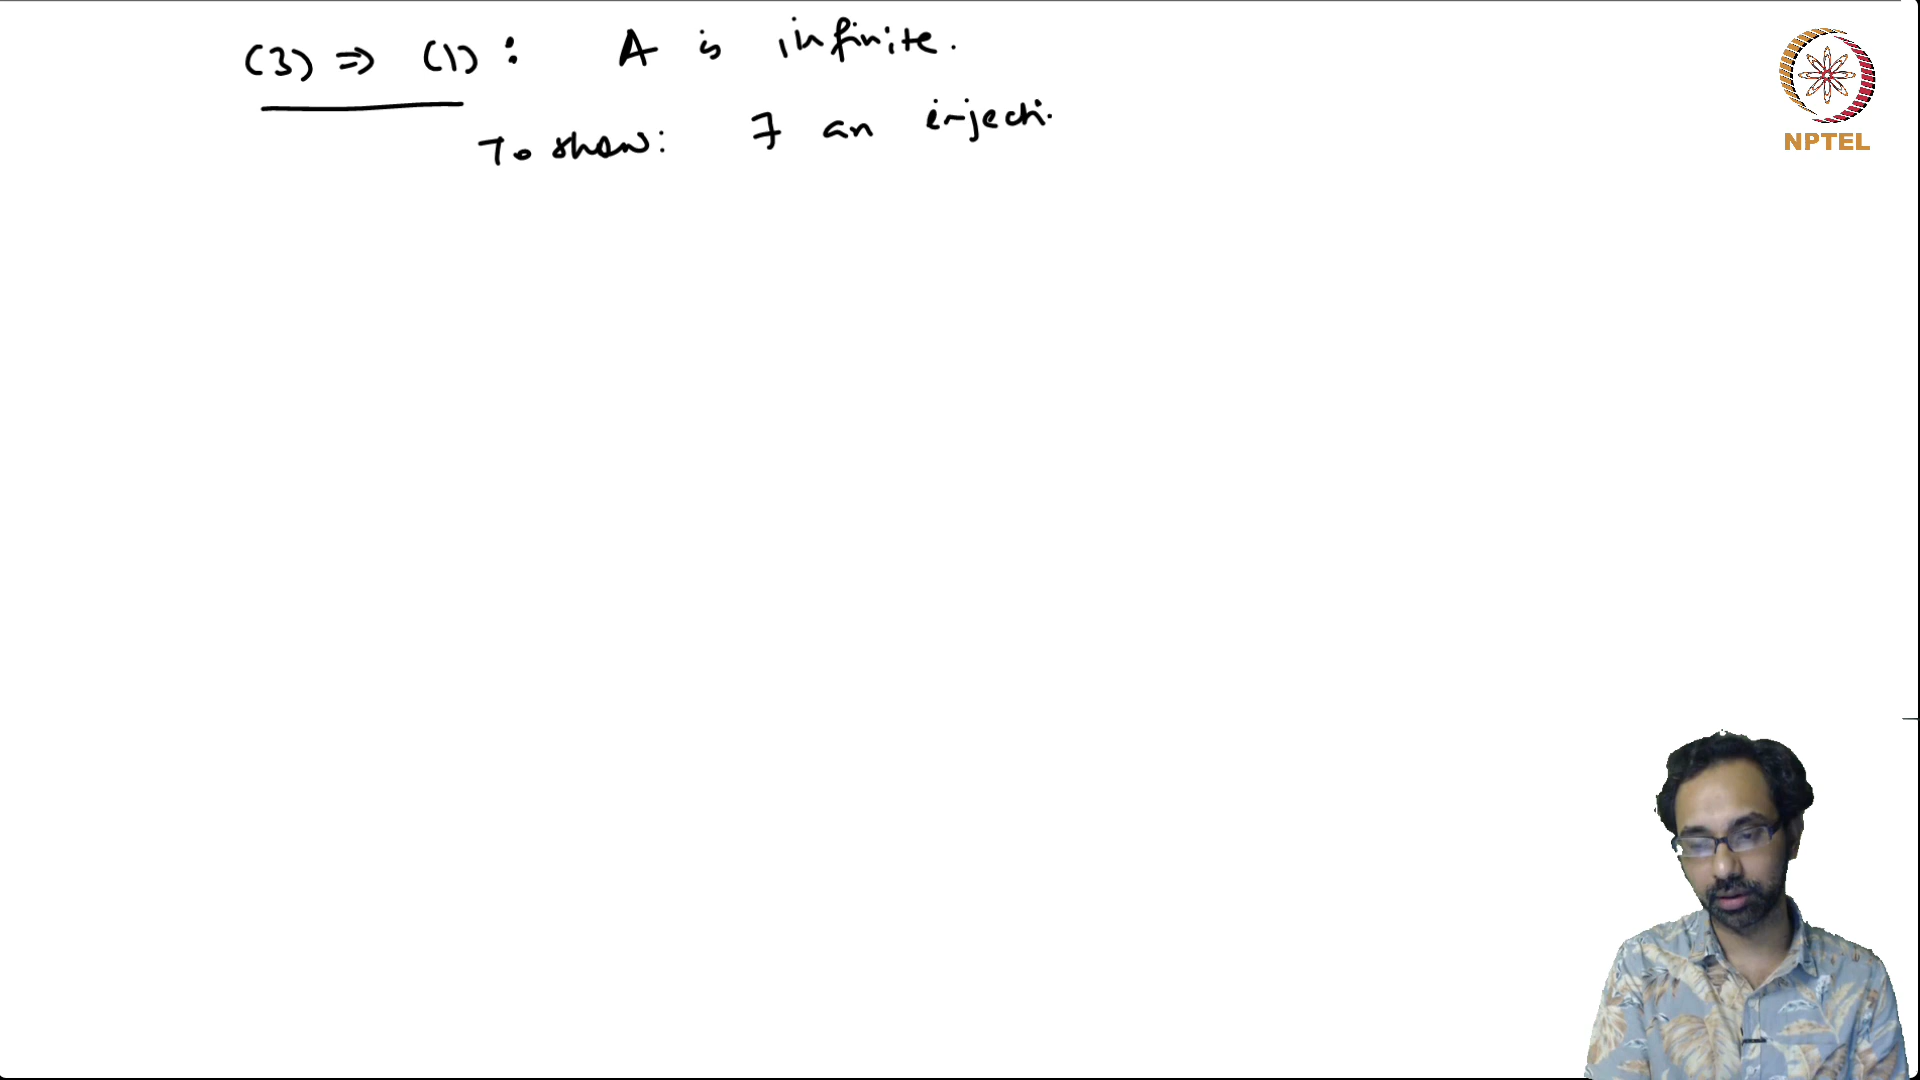 (3) ⇒ (1) : A is infinite.
To show: ∃ an injecti
NPTEL